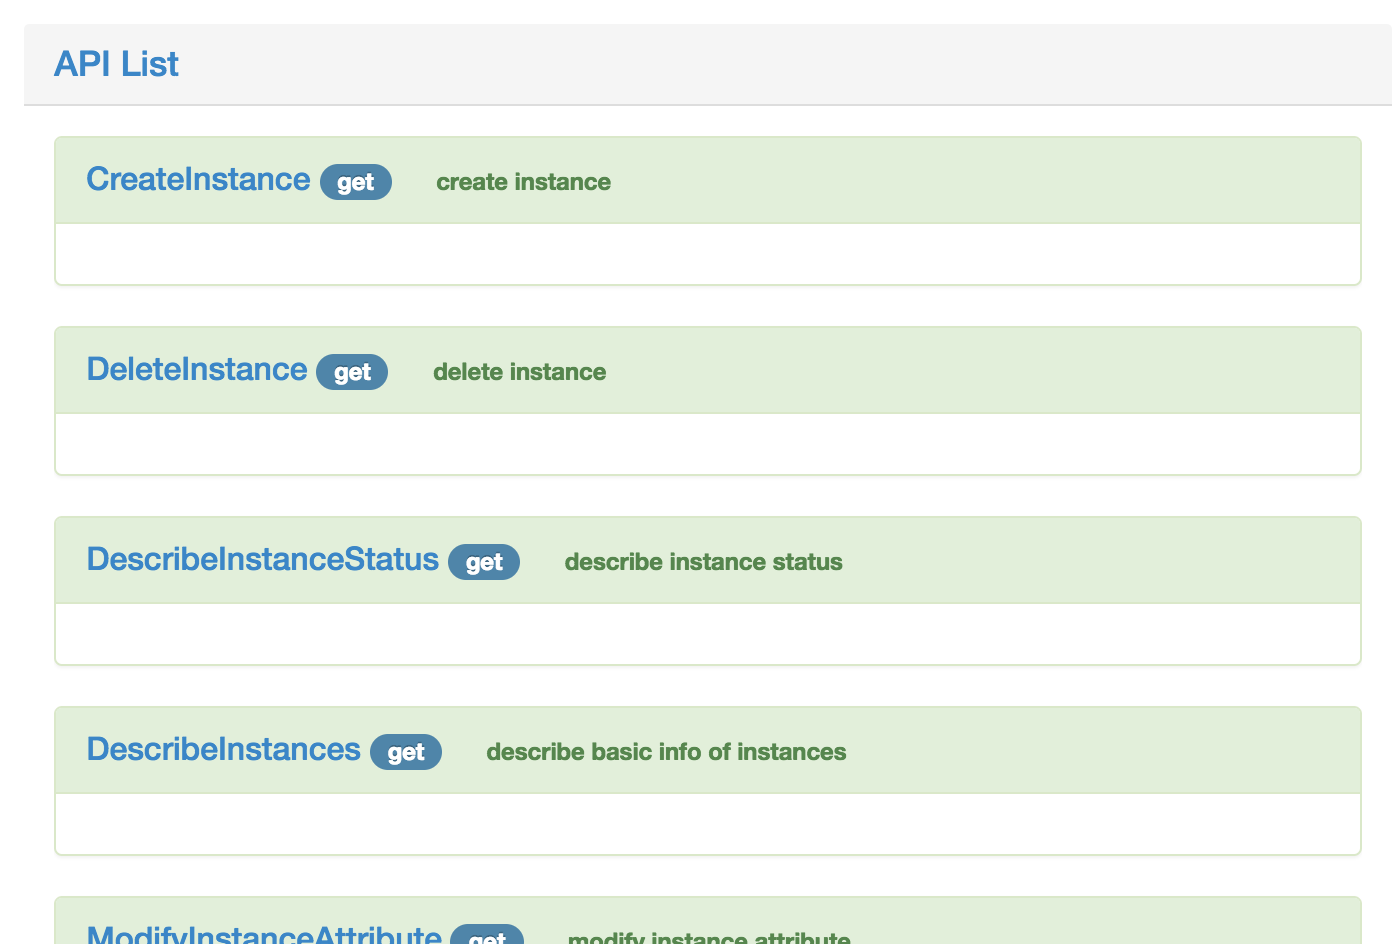 API List
CreateInstance get create instance
DeleteInstance get delete instance
DescribeInstanceStatus get describe instance status
DescribeInstances get describe basic info of instances
ModifyInstanceAttribute get modify instance attribute